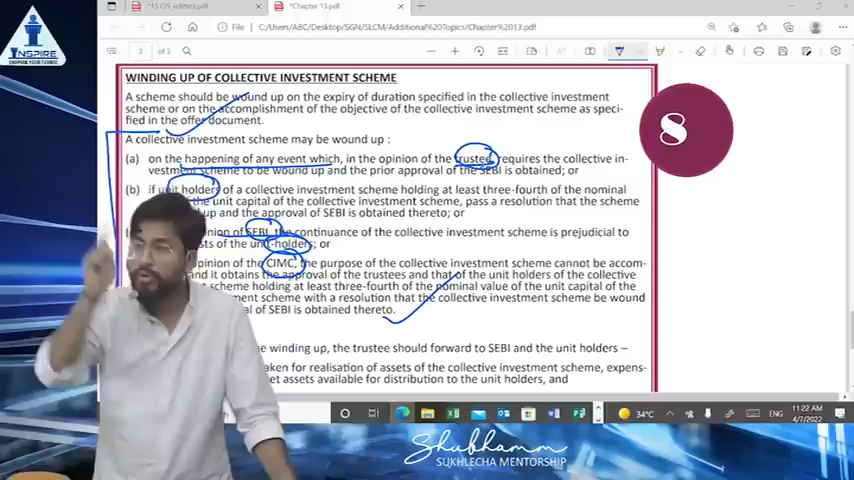 INSPIRE
*13 CIS_editted.pdf
*Chapter 13.pdf
File
C:/Users/ABC/Desktop/SGN/SLCM/Additional%20Topics/Chapter%2013.pdf
3 of 3
WINDING UP OF COLLECTIVE INVESTMENT SCHEME
A scheme should be wound up on the expiry of duration specified in the collective investment
scheme or on the accomplishment of the objective of the collective investment scheme as speci-
fied in the offer document.
A collective investment scheme may be wound up :
(a) on the happening of any event which, in the opinion of the trustee, requires the collective in-
vestment scheme to be wound up and the prior approval of the SEBI is obtained; or
(b) if unit holders of a collective investment scheme holding at least three-fourth of the nominal
the unit capital of the collective investment scheme, pass a resolution that the scheme
up and the approval of SEBI is obtained thereto; or
of SEBI, the continuance of the collective investment scheme is prejudicial to
of the unit-holders; or
opinion of the CIMC, the purpose of the collective investment scheme cannot be accom-
and it obtains the approval of the trustees and that of the unit holders of the collective
scheme holding at least three-fourth of the nominal value of the unit capital of the
scheme with a resolution that the collective investment scheme be wound
of SEBI is obtained thereto.
winding up, the trustee should forward to SEBI and the unit holders –
taken for realisation of assets of the collective investment scheme, expens-
assets available for distribution to the unit holders, and
8
34°C
ENG
11:22 AM
4/7/2022
Shubhamm
SUKHLECHA MENTORSHIP